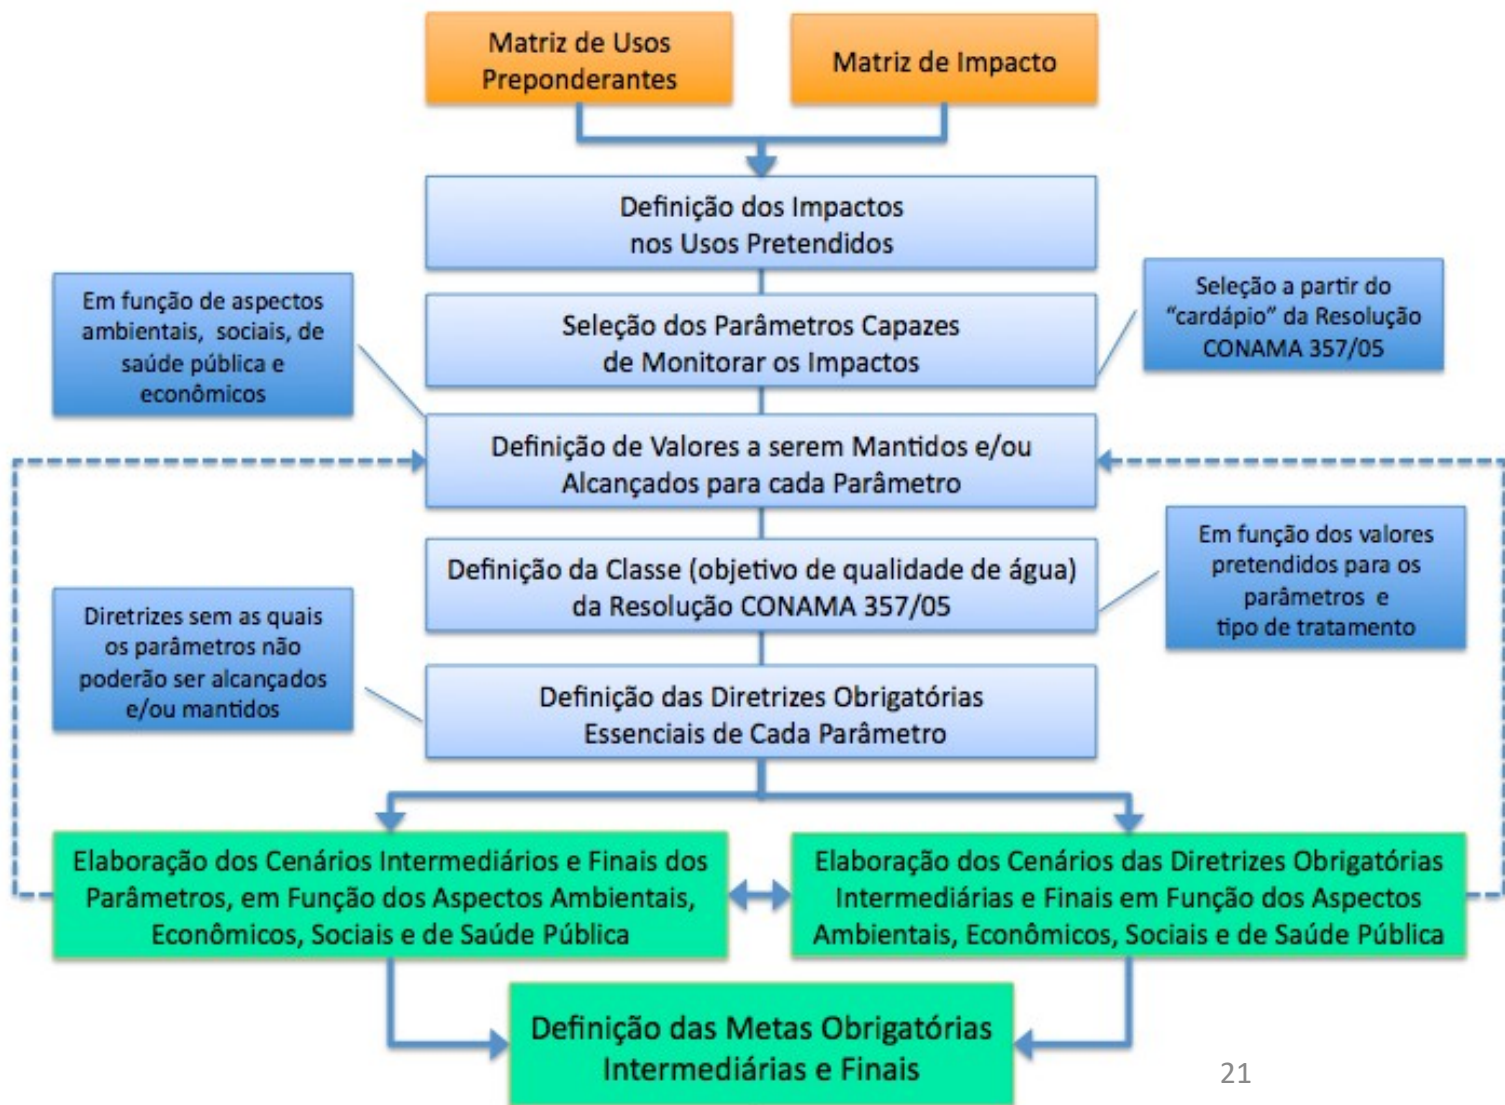 Matriz de Usos
Preponderantes
Matriz de Impacto
Definição dos Impactos
nos Usos Pretendidos
Em função de aspectos
ambientais, sociais, de
saúde pública e
econômicos
Seleção dos Parâmetros Capazes
de Monitorar os Impactos
Seleção a partir do
“cardápio” da Resolução
CONAMA 357/05
Definição de Valores a serem Mantidos e/ou
Alcançados para cada Parâmetro
Definição da Classe (objetivo de qualidade de água)
da Resolução CONAMA 357/05
Em função dos valores
pretendidos para os
parâmetros e
tipo de tratamento
Diretrizes sem as quais
os parâmetros não
poderão ser alcançados
e/ou mantidos
Definição das Diretrizes Obrigatórias
Essenciais de Cada Parâmetro
Elaboração dos Cenários Intermediários e Finais dos
Parâmetros, em Função dos Aspectos Ambientais,
Econômicos, Sociais e de Saúde Pública
Elaboração dos Cenários das Diretrizes Obrigatórias
Intermediárias e Finais em Função dos Aspectos
Ambientais, Econômicos, Sociais e de Saúde Pública
Definição das Metas Obrigatórias
Intermediárias e Finais
21